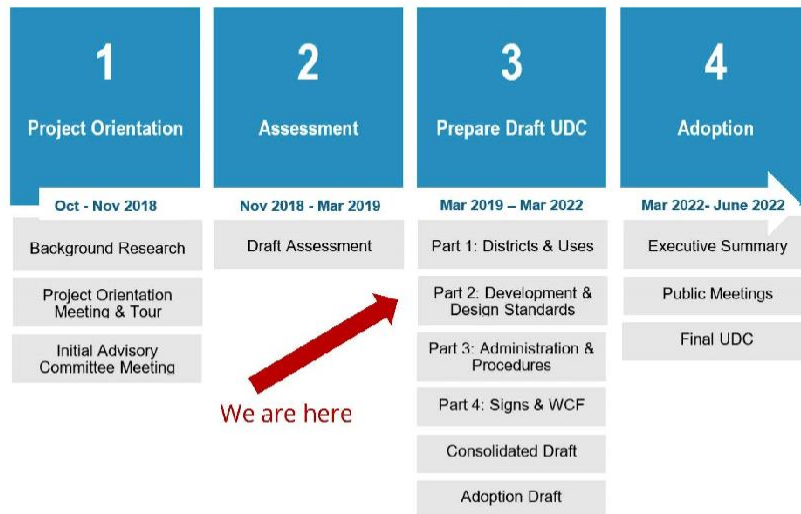 1
Project Orientation
Oct - Nov 2018
Background Research
Project Orientation
Meeting & Tour
Initial Advisory
Committee Meeting
2
Assessment
Nov 2018 - Mar 2019
Draft Assessment
We are here
3
Prepare Draft UDC
Mar 2019 – Mar 2022
Part 1: Districts & Uses
Part 2: Development &
Design Standards
Part 3: Administration &
Procedures
Part 4: Signs & WCF
Consolidated Draft
Adoption Draft
4
Adoption
Mar 2022- June 2022
Executive Summary
Public Meetings
Final UDC